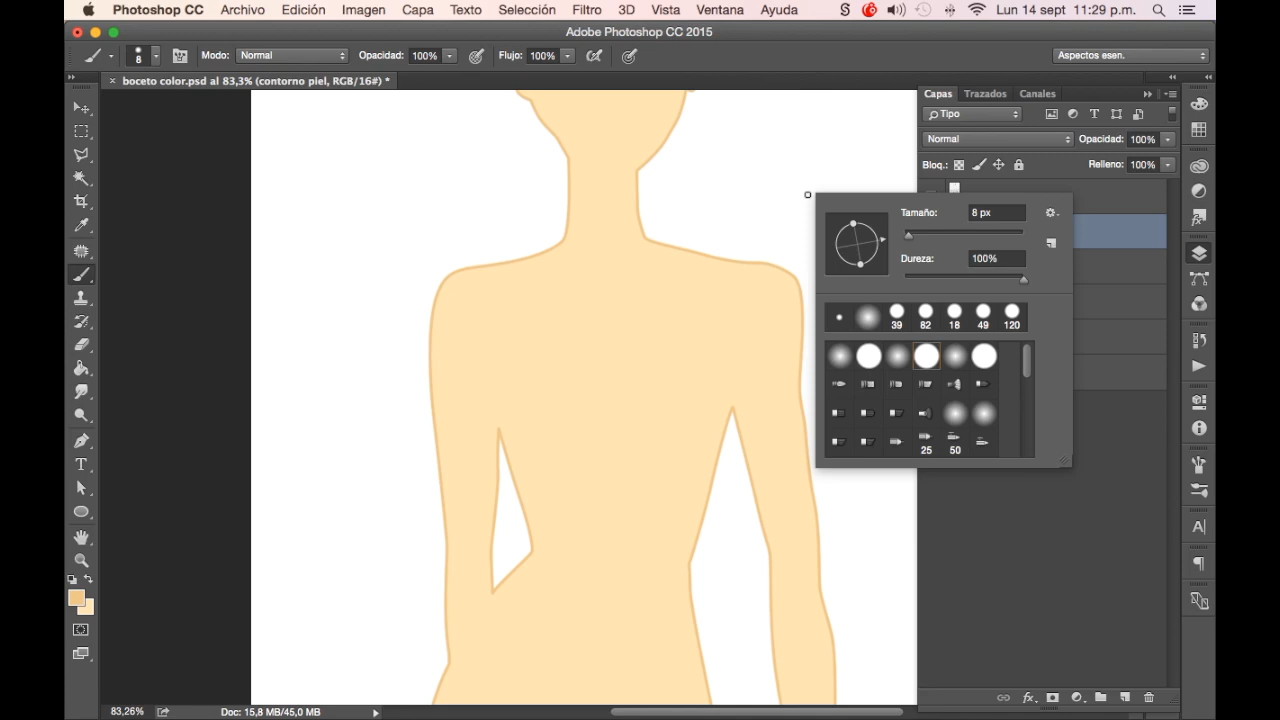 Photoshop CC Archivo Edición Imagen Capa Texto Selección Filtro 3D Vista Ventana Ayuda Lun 14 sept 11:29 p.m.
Adobe Photoshop CC 2015
8 Modo: Normal Opacidad: 100% Flujo: 100% Aspectos esen.
boceto color.psd al 83,3% (contorno piel, RGB/16#) *
Capas Trazados Canales
Tipo
Normal Opacidad: 100%
Bloq.: Relleno: 100%
Tamaño: 8 px
Dureza: 100%
39 82 18 49 120
25 50
83,26% Doc: 15,8 MB/45,0 MB